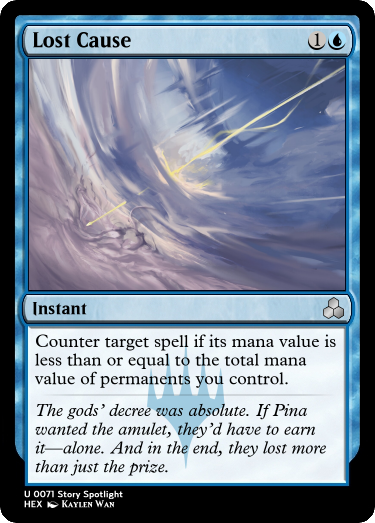 Lost Cause 1
Instant
Counter target spell if its mana value is
less than or equal to the total mana
value of permanents you control.
The gods' decree was absolute. If Pina
wanted the amulet, they'd have to earn
it—alone. And in the end, they lost more
than just the prize.
U 0071 Story Spotlight
HEX Kaylen Wan